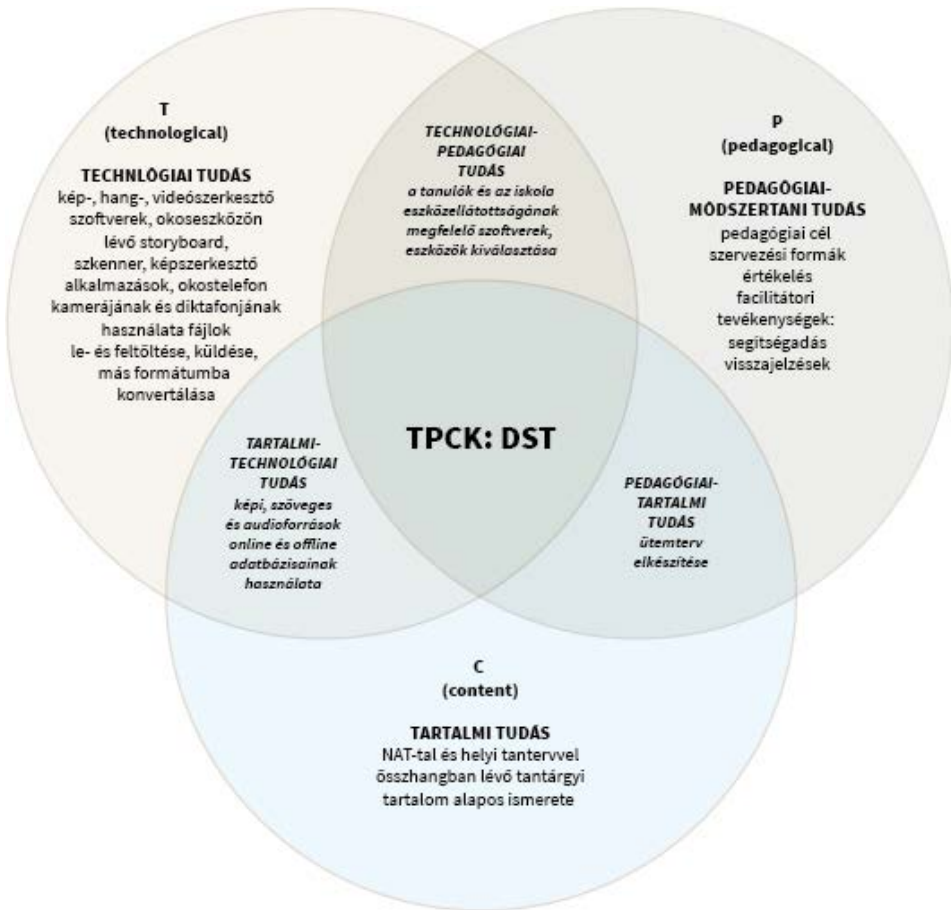 T
(technological)
TECHNLÓGIAI TUDÁS
kép-, hang-, videószerkesztő
szoftverek, okoseszközön
lévő storyboard,
szkenner, képszerkesztő
alkalmazások, okostelefon
kamerájának és diktafonjának
használata fájlok
le- és feltöltése, küldése,
más formátumba
konvertálása
TECHNOLÓGIAI-
PEDAGÓGIAI
TUDÁS
a tanulók és az iskola
eszközellátottságának
megfelelő szoftverek,
eszközök kiválasztása
P
(pedagogical)
PEDAGÓGIAI-
MÓDSZERTANI TUDÁS
pedagógiai cél
szervezési formák
értékelés
facilitátori
tevékenységek:
segítségadás
visszajelzések
TPCK: DST
TARTALMI-
TECHNOLÓGIAI
TUDÁS
képi, szöveges
és audioforrások
online és offline
adatbázisainak
használata
PEDAGÓGIAI-
TARTALMI
TUDÁS
ütemterv
elkészítése
C
(content)
TARTALMI TUDÁS
NAT-tal és helyi tantervvel
összhangban lévő tantárgyi
tartalom alapos ismerete